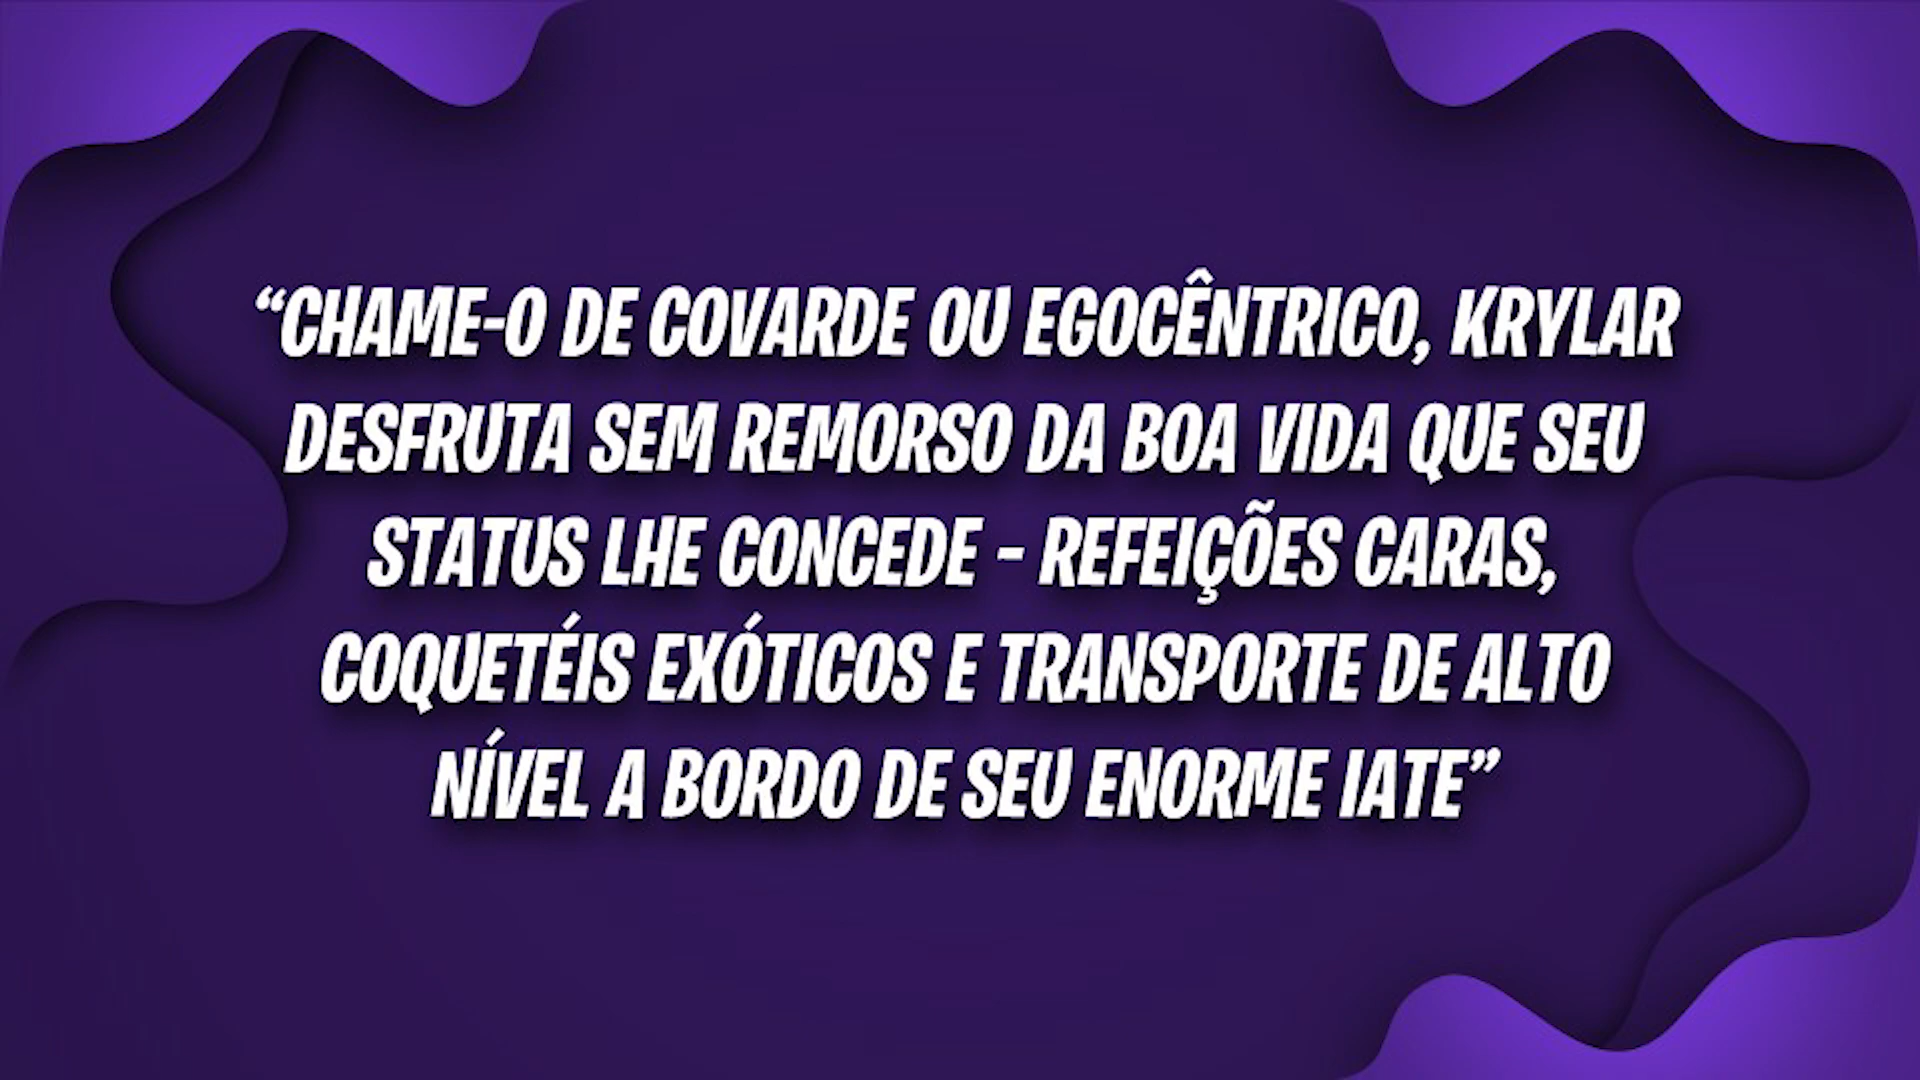 “CHAME-O DE COVARDE OU EGOCÊNTRICO, KRYLAR
DESFRUTA SEM REMORSO DA BOA VIDA QUE SEU
STATUS LHE CONCEDE - REFEIÇÕES CARAS,
COQUETÉIS EXÓTICOS E TRANSPORTE DE ALTO
NÍVEL A BORDO DE SEU ENORME IATE”